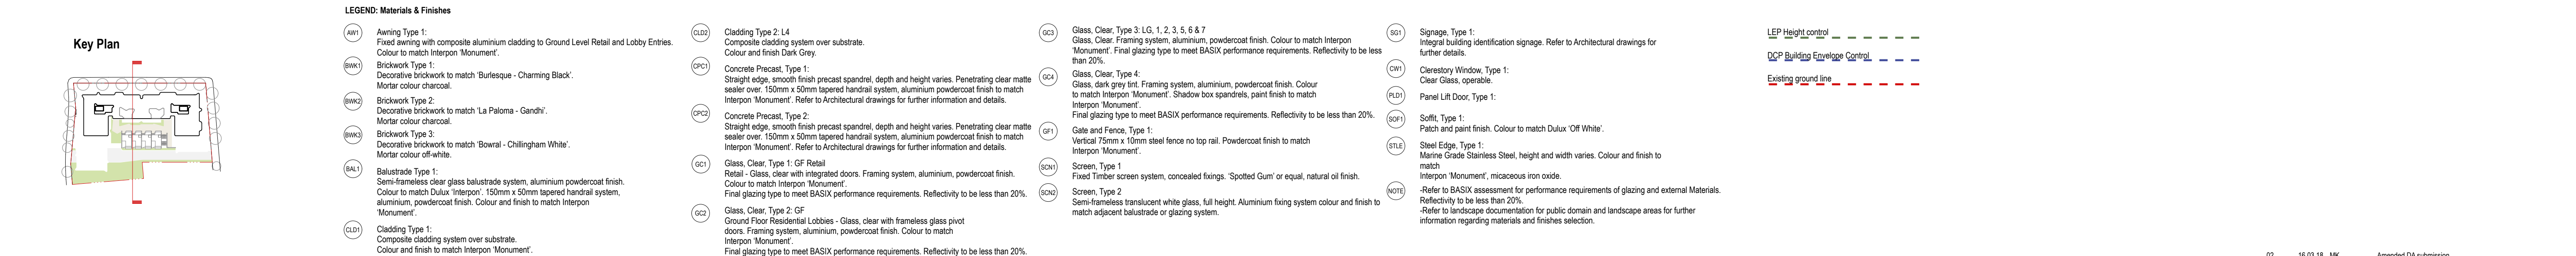 LEGEND: Materials & Finishes
Key Plan
AW1
Awning Type 1:
Fixed awning with composite aluminium cladding to Ground Level Retail and Lobby Entries.
Colour to match Interpon 'Monument'.
BWK1
Brickwork Type 1:
Decorative brickwork to match 'Burlesque - Charming Black'.
Mortar colour charcoal.
BWK2
Brickwork Type 2:
Decorative brickwork to match 'La Paloma - Gandhi'.
Mortar colour charcoal.
BWK3
Brickwork Type 3:
Decorative brickwork to match 'Bowral - Chillingham White'.
Mortar colour off-white.
BAL1
Balustrade Type 1:
Semi-frameless clear glass balustrade system, aluminium powdercoat finish.
Colour to match Dulux 'Interpon'. 150mm x 50mm tapered handrail system,
aluminium, powdercoat finish. Colour and finish to match Interpon
'Monument'.
CLD1
Cladding Type 1:
Composite cladding system over substrate.
Colour and finish to match Interpon 'Monument'.
CLD2
Cladding Type 2: L4
Composite cladding system over substrate.
Colour and finish Dark Grey.
CPC1
Concrete Precast, Type 1:
Straight edge, smooth finish precast spandrel, depth and height varies. Penetrating clear matte
sealer over. 150mm x 50mm tapered handrail system, aluminium powdercoat finish to match
Interpon 'Monument'. Refer to Architectural drawings for further information and details.
CPC2
Concrete Precast, Type 2:
Straight edge, smooth finish precast spandrel, depth and height varies. Penetrating clear matte
sealer over. 150mm x 50mm tapered handrail system, aluminium powdercoat finish to match
Interpon 'Monument'. Refer to Architectural drawings for further information and details.
GC1
Glass, Clear, Type 1: GF Retail
Retail - Glass, clear with integrated doors. Framing system, aluminium, powdercoat finish.
Colour to match Interpon 'Monument'.
Final glazing type to meet BASIX performance requirements. Reflectivity to be less than 20%.
GC2
Glass, Clear, Type 2: GF
Ground Floor Residential Lobbies - Glass, clear with frameless glass pivot
doors. Framing system, aluminium, powdercoat finish. Colour to match
Interpon 'Monument'.
Final glazing type to meet BASIX performance requirements. Reflectivity to be less than 20%.
GC3
Glass, Clear, Type 3: LG, 1, 2, 3, 5, 6 & 7
Glass, Clear. Framing system, aluminium, powdercoat finish. Colour to match Interpon
'Monument'. Final glazing type to meet BASIX performance requirements. Reflectivity to be less
than 20%.
GC4
Glass, Clear, Type 4:
Glass, dark grey tint. Framing system, aluminium, powdercoat finish. Colour
to match Interpon 'Monument'. Shadow box spandrels, paint finish to match
Interpon 'Monument'.
Final glazing type to meet BASIX performance requirements. Reflectivity to be less than 20%.
GF1
Gate and Fence, Type 1:
Vertical 75mm x 10mm steel fence no top rail. Powdercoat finish to match
Interpon 'Monument'.
SCN1
Screen, Type 1
Fixed Timber screen system, concealed fixings. 'Spotted Gum' or equal, natural oil finish.
SCN2
Screen, Type 2
Semi-frameless translucent white glass, full height. Aluminium fixing system colour and finish to
match adjacent balustrade or glazing system.
SG1
Signage, Type 1:
Integral building identification signage. Refer to Architectural drawings for
further details.
CW1
Clerestory Window, Type 1:
Clear Glass, operable.
PLD1
Panel Lift Door, Type 1:
SOF1
Soffit, Type 1:
Patch and paint finish. Colour to match Dulux 'Off White'.
STLE
Steel Edge, Type 1:
Marine Grade Stainless Steel, height and width varies. Colour and finish to
match
Interpon 'Monument', micaceous iron oxide.
NOTE
-Refer to BASIX assessment for performance requirements of glazing and external Materials.
Reflectivity to be less than 20%.
-Refer to landscape documentation for public domain and landscape areas for further
information regarding materials and finishes selection.
LEP Height control
DCP Building Envelope Control
Existing ground line
02 16.03.18 MK Amended DA submission